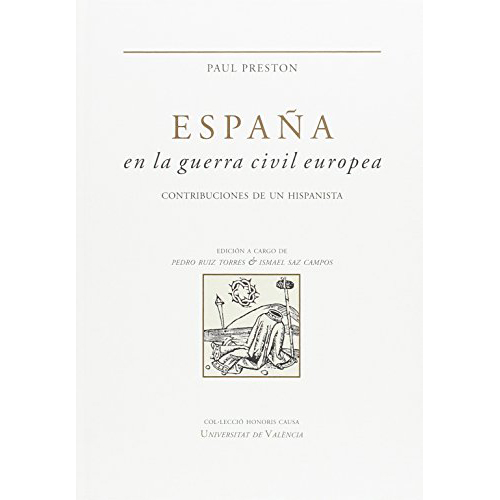 PAUL PRESTON
ESPAÑA
en la guerra civil europea
CONTRIBUCIONES DE UN HISPANISTA
EDICIÓN A CARGO DE
PEDRO RUIZ TORRES & ISMAEL SAZ CAMPOS
COL·LECCIÓ HONORIS CAUSA
UNIVERSITAT DE VALÈNCIA